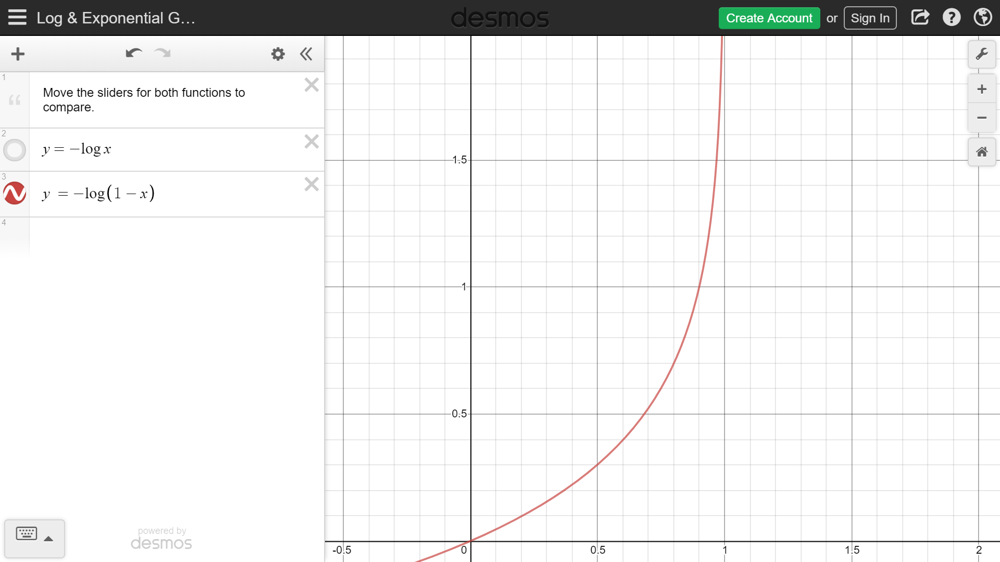 Log & Exponential G...
desmos
Create Account or Sign In
1
Move the sliders for both functions to
compare.
2
y = −log x
3
y = −log(1 − x)
4
powered by
desmos
1.5
1
0.5
-0.5 0 0.5 1 1.5 2